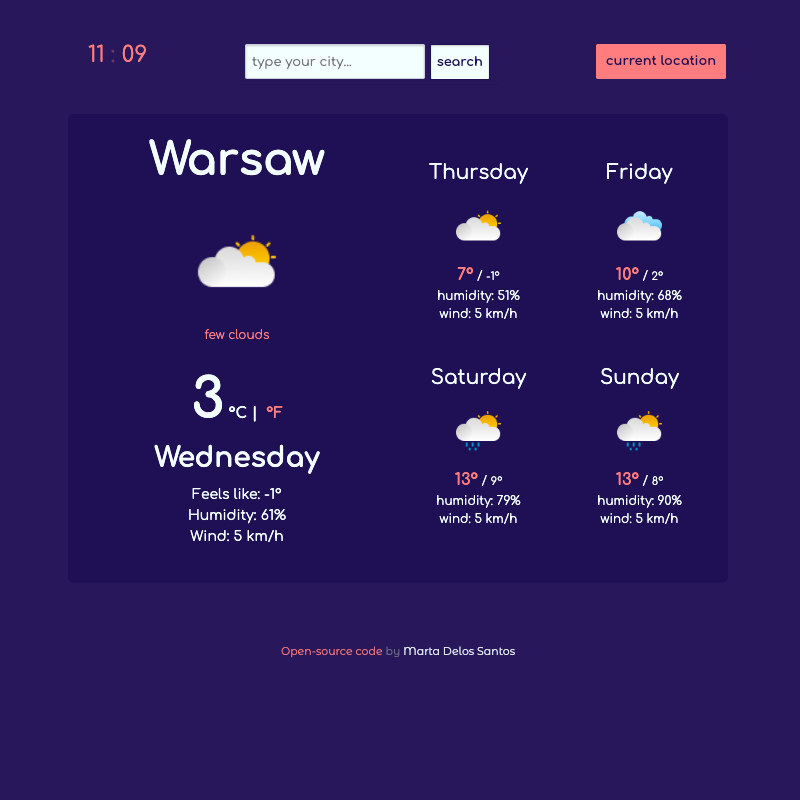 11 : 09
type your city...
search
current location
Warsaw
few clouds
3 °C | °F
Wednesday
Feels like: -1°
Humidity: 61%
Wind: 5 km/h
Thursday
7° / -1°
humidity: 51%
wind: 5 km/h
Friday
10° / 2°
humidity: 68%
wind: 5 km/h
Saturday
13° / 9°
humidity: 79%
wind: 5 km/h
Sunday
13° / 8°
humidity: 90%
wind: 5 km/h
Open-source code by Marta Delos Santos